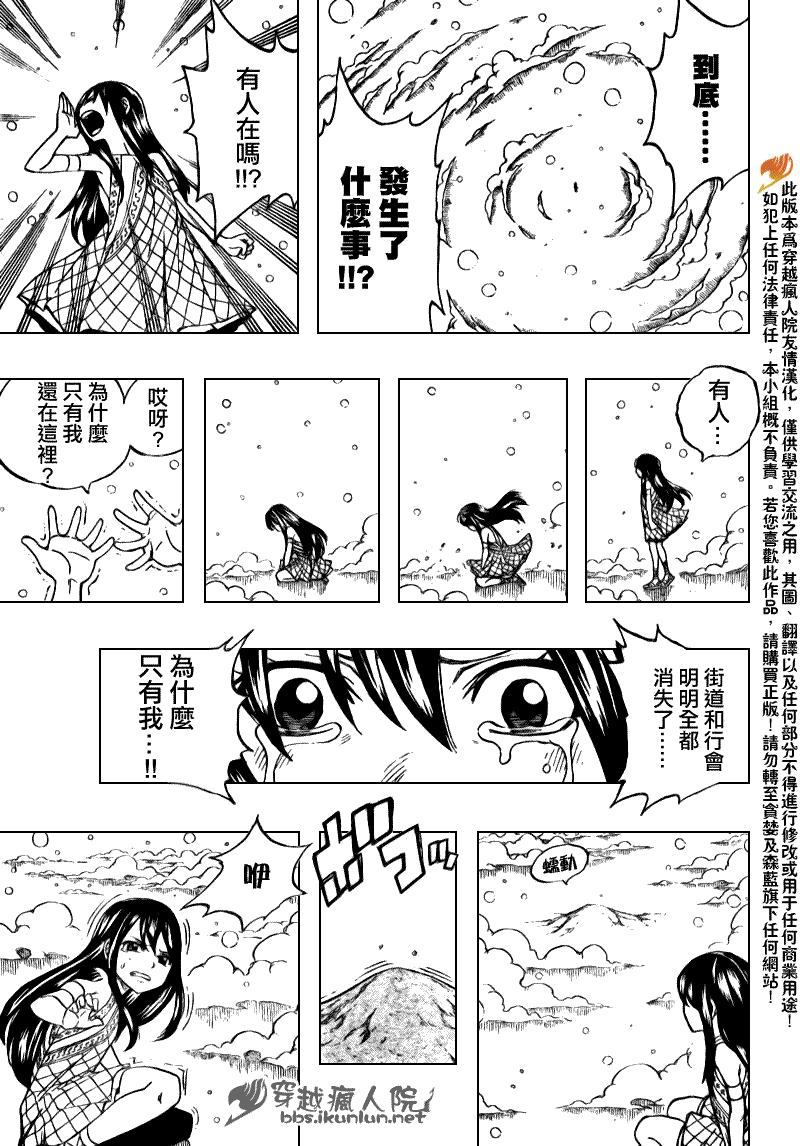 到底……
發生了
什麼事
!!?
有人在嗎
!!?
有人…
哎呀？
為什麼
只有我
還在這裡？
街道和行會
明明全都
消失了……
為什麼
只有我…!!
蠕動
ボコッ
咿
穿越瘋人院
bbs.ikunlun.net
此版本爲穿越瘋人院友情漢化，僅供學習交流之用，其圖、翻譯以及任何部分不得進行修改或用于任何商業用途！
如犯上任何法律責任，本小組概不負責。若您喜歡此作品，請購買正版！請勿轉至貪婪及森藍旗下任何網站！